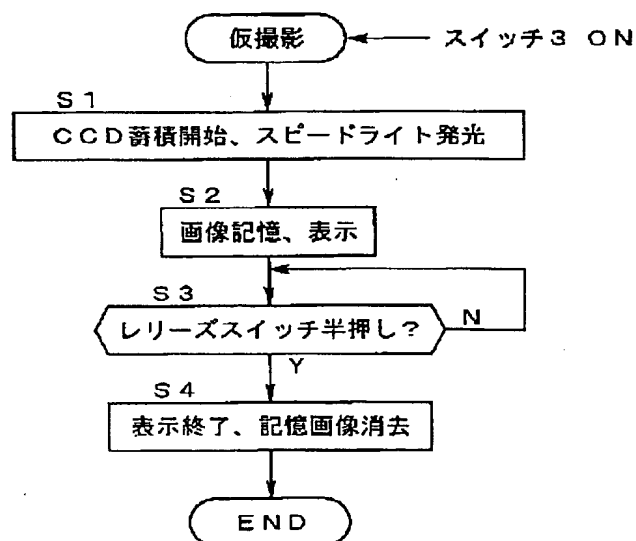 仮撮影
スイッチ3 ON
S1
CCD蓄積開始、スピードライト発光
S2
画像記憶、表示
S3
レリーズスイッチ半押し?
N
Y
S4
表示終了、記憶画像消去
END